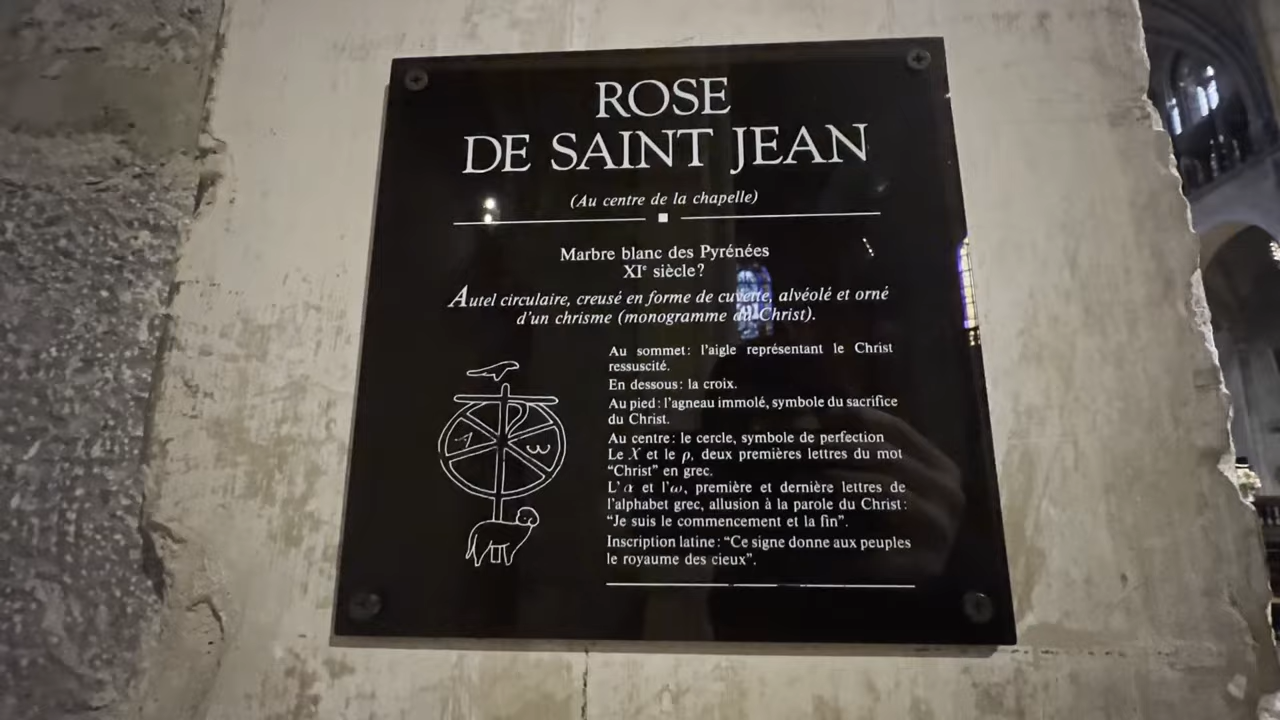 ROSE
DE SAINT JEAN
(Au centre de la chapelle)
Marbre blanc des Pyrénées
XIᵉ siècle?
Autel circulaire, creusé en forme de cuvette, alvéolé et orné
d'un chrisme (monogramme du Christ).
Au sommet: l'aigle représentant le Christ
ressuscité.
En dessous: la croix.
Au pied: l'agneau immolé, symbole du sacrifice
du Christ.
Au centre: le cercle, symbole de perfection
Le X et le ρ, deux premières lettres du mot
“Christ” en grec.
L'α et l'ω, première et dernière lettres de
l'alphabet grec, allusion à la parole du Christ:
“Je suis le commencement et la fin”.
Inscription latine: “Ce signe donne aux peuples
le royaume des cieux”.